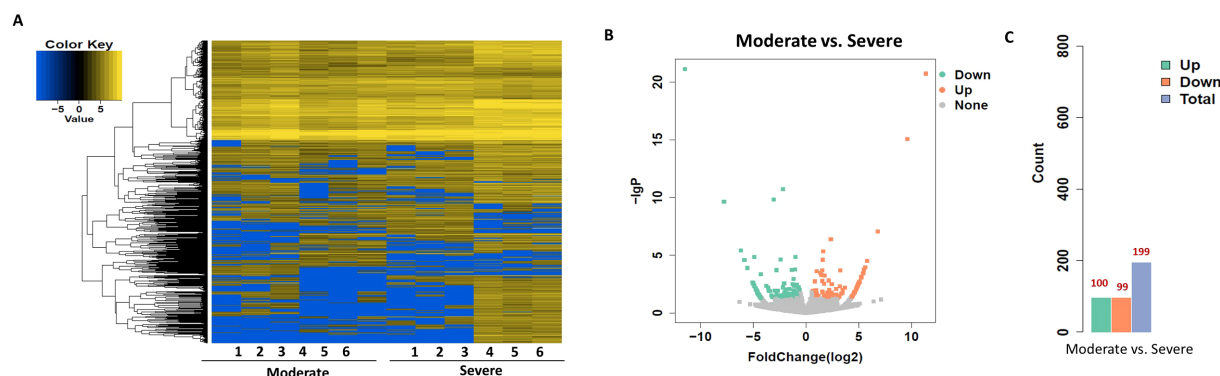 A
Color Key
−5 0 5
Value
1 2 3 4 5 6 1 2 3 4 5 6
Moderate Severe
B
Moderate vs. Severe
20
15
10
5
0
−lgP
−10 −5 0 5 10
FoldChange(log2)
Down
Up
None
C
800
600
400
200
0
Count
Up
Down
Total
100 99 199
Moderate vs. Severe